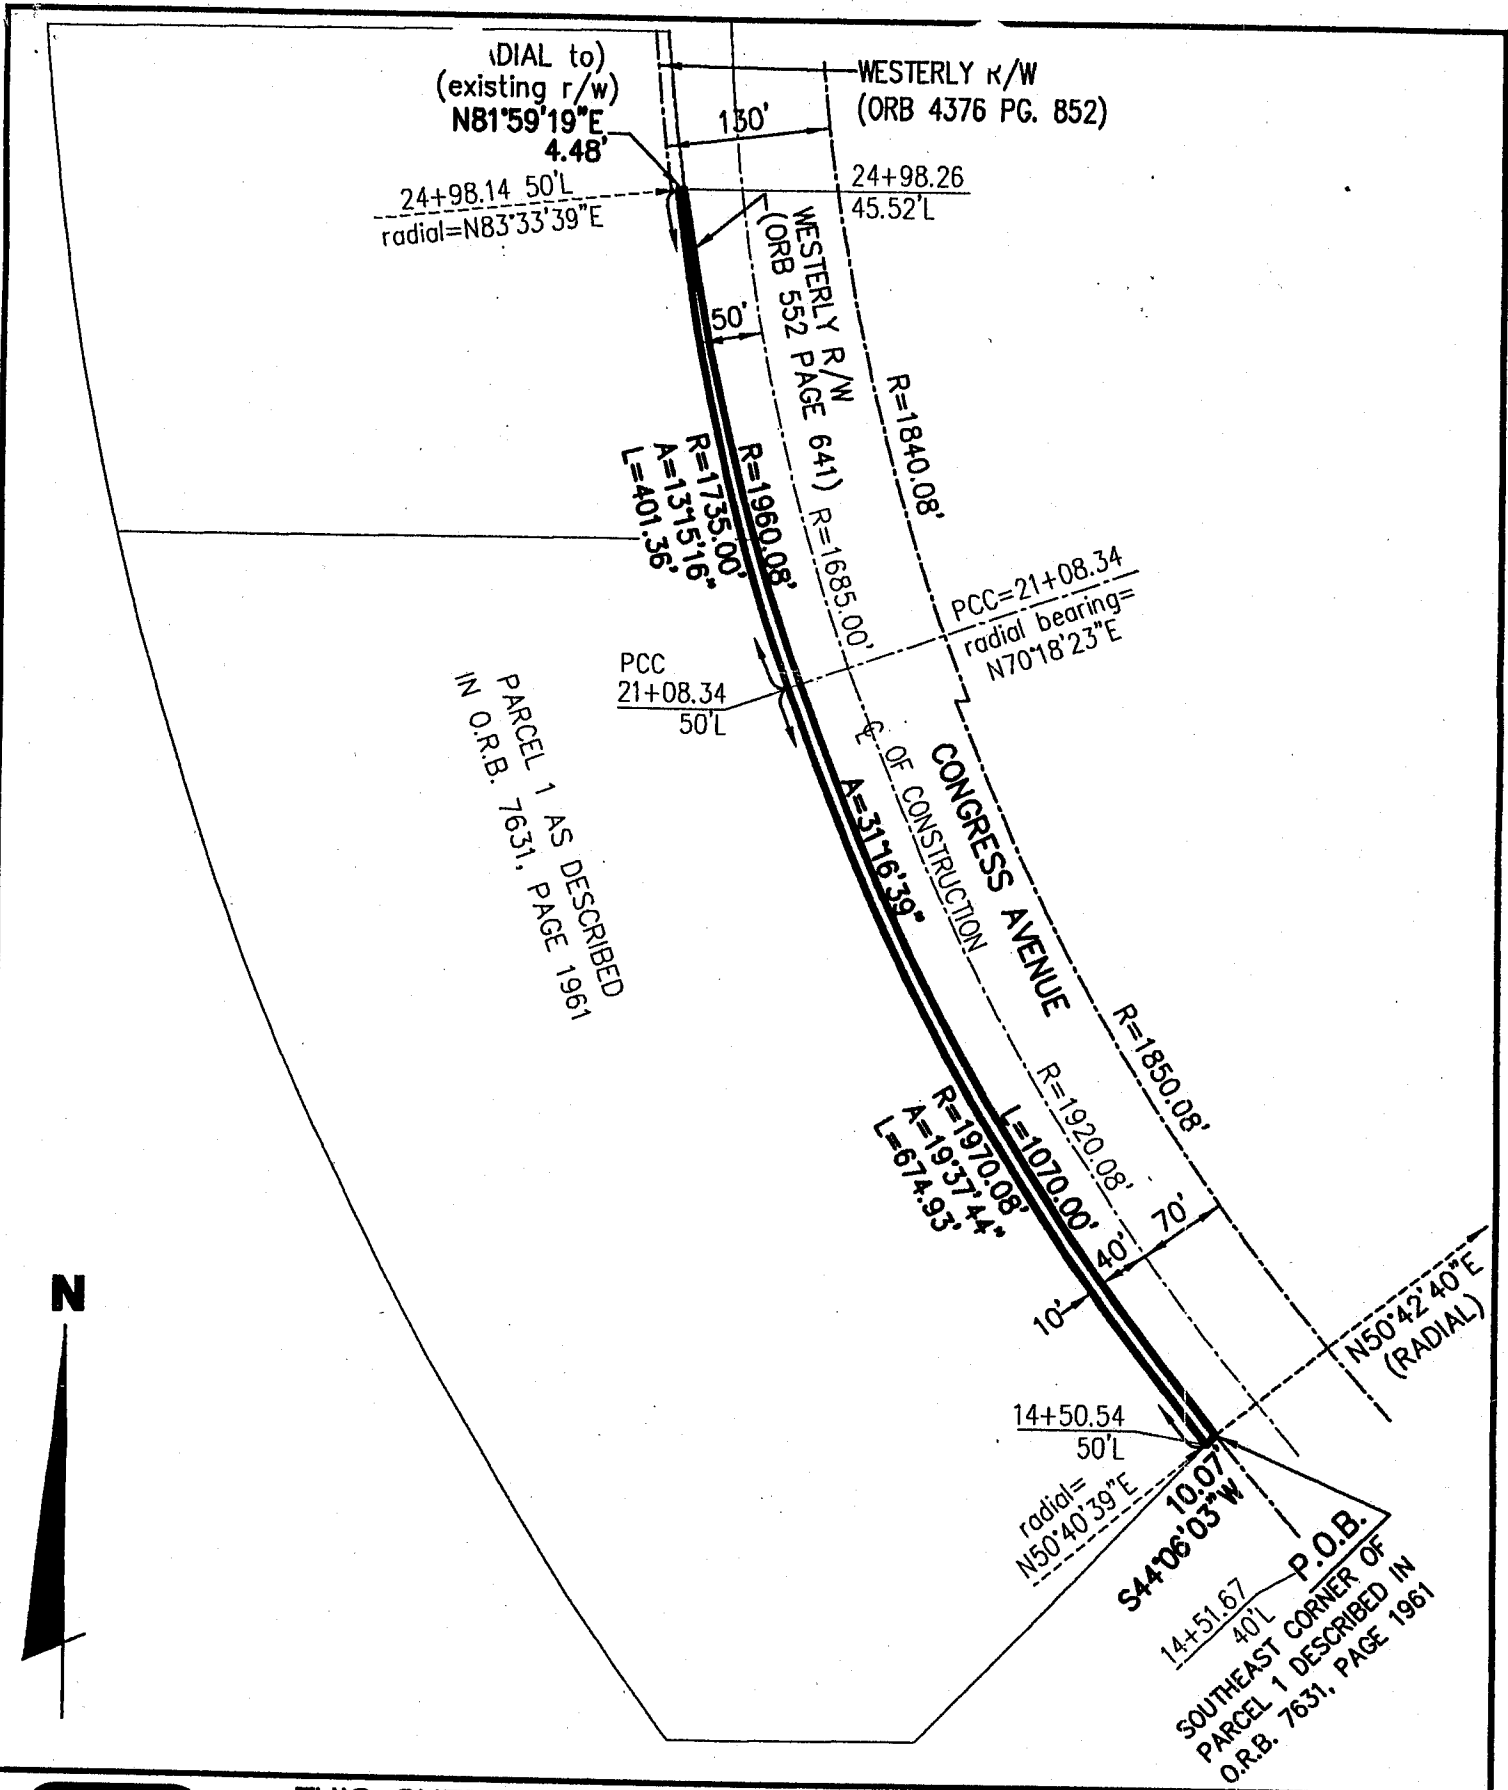 DIAL to)
(existing r/w)
N81°59'19"E
4.48'
WESTERLY R/W
(ORB 4376 PG. 852)
130'
24+98.14 50'L
radial=N83°33'39"E
24+98.26
45.52'L
WESTERLY R/W
(ORB 552 PAGE 641)
50'
R=1840.08'
R=1960.08'
R=1735.00'
A=13°15'16"
L=401.36'
R=1685.00'
PCC=21+08.34
radial bearing=
N70°18'23"E
PCC
21+08.34
50'L
PARCEL 1 AS DESCRIBED
IN O.R.B. 7631, PAGE 1961
℄ OF CONSTRUCTION
CONGRESS AVENUE
A=31°16'39"
R=1850.08'
R=1920.08'
L=1070.00'
R=1970.08'
A=19°37'44"
L=674.93'
70'
40'
10'
N50°42'40"E
(RADIAL)
N
14+50.54
50'L
radial=
N50°40'39"E
10.07'
S44°06'03"W
P.O.B.
14+51.67
40'L
SOUTHEAST CORNER OF
PARCEL 1 DESCRIBED IN
O.R.B. 7631, PAGE 1961